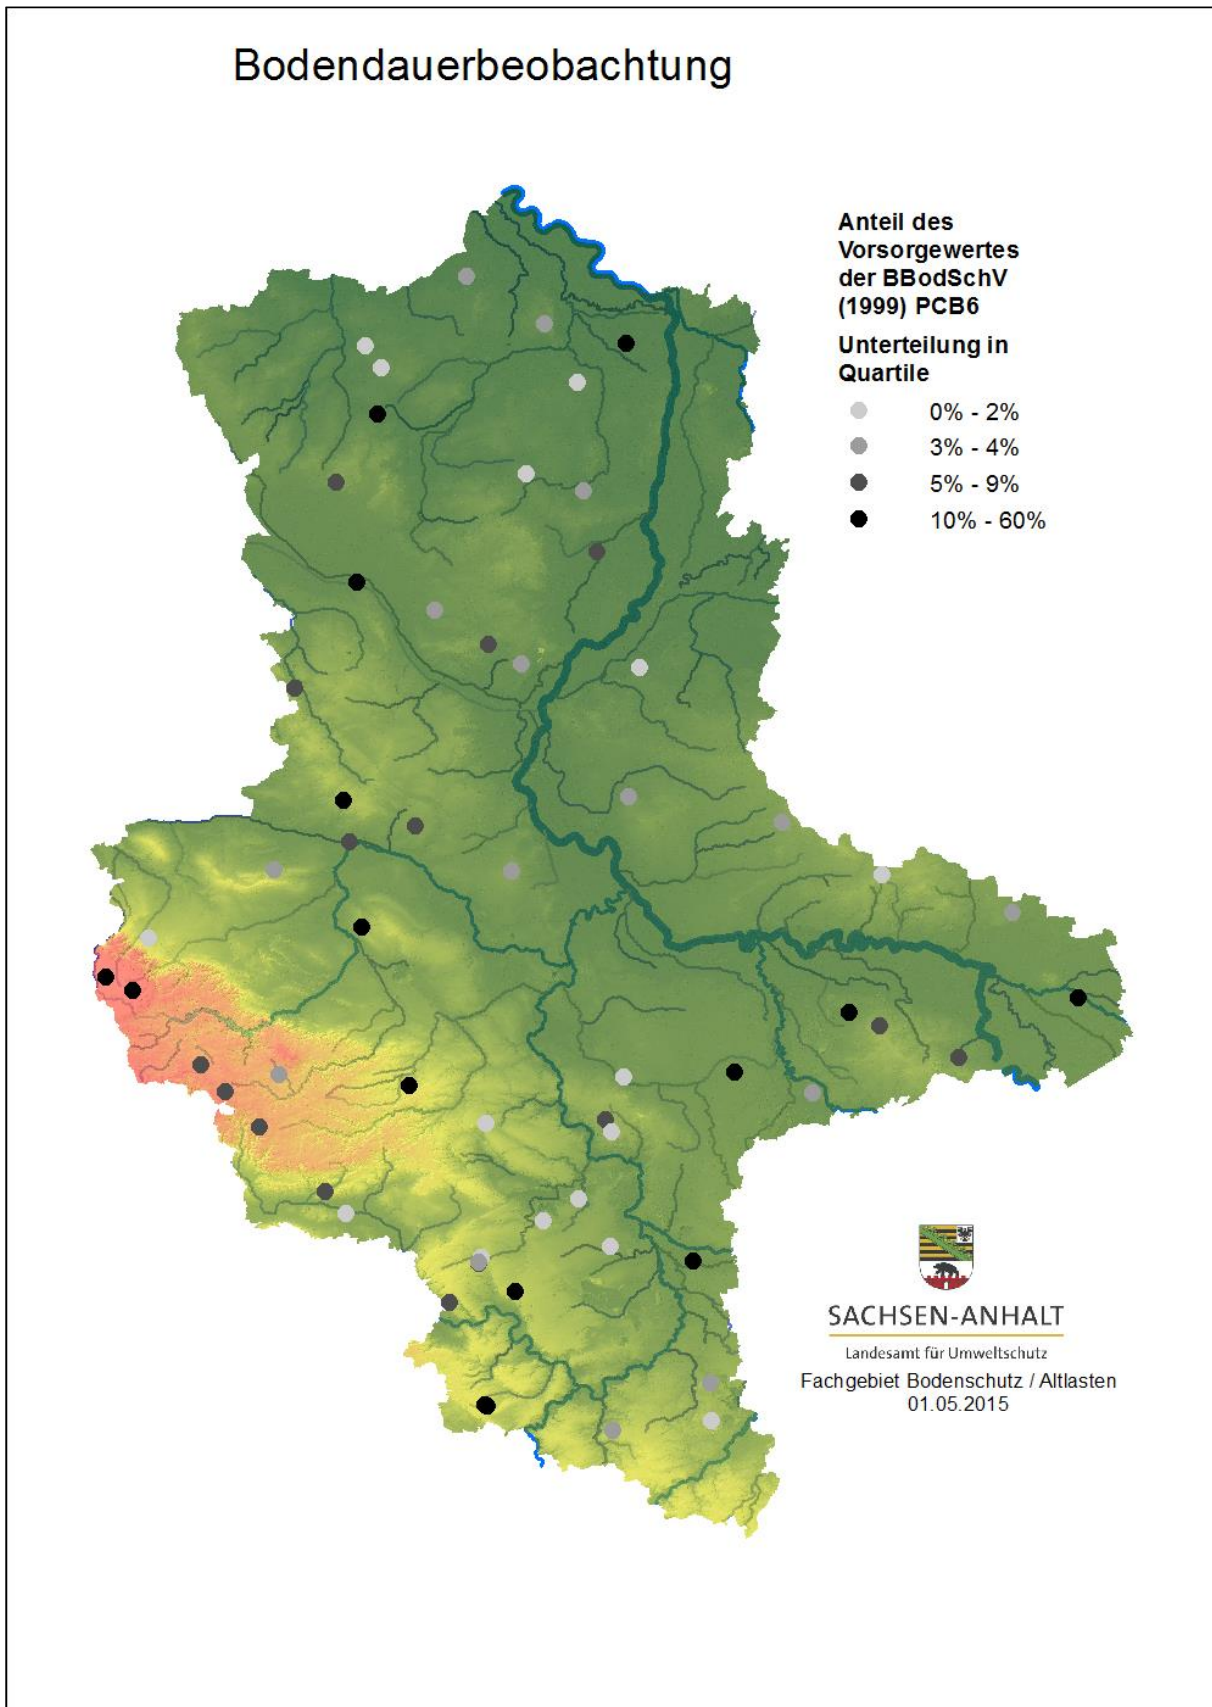 Bodendauerbeobachtung
Anteil des
Vorsorgewertes
der BBodSchV
(1999) PCB6
Unterteilung in
Quartile
0% - 2%
3% - 4%
5% - 9%
10% - 60%
SACHSEN-ANHALT
Landesamt für Umweltschutz
Fachgebiet Bodenschutz / Altlasten
01.05.2015